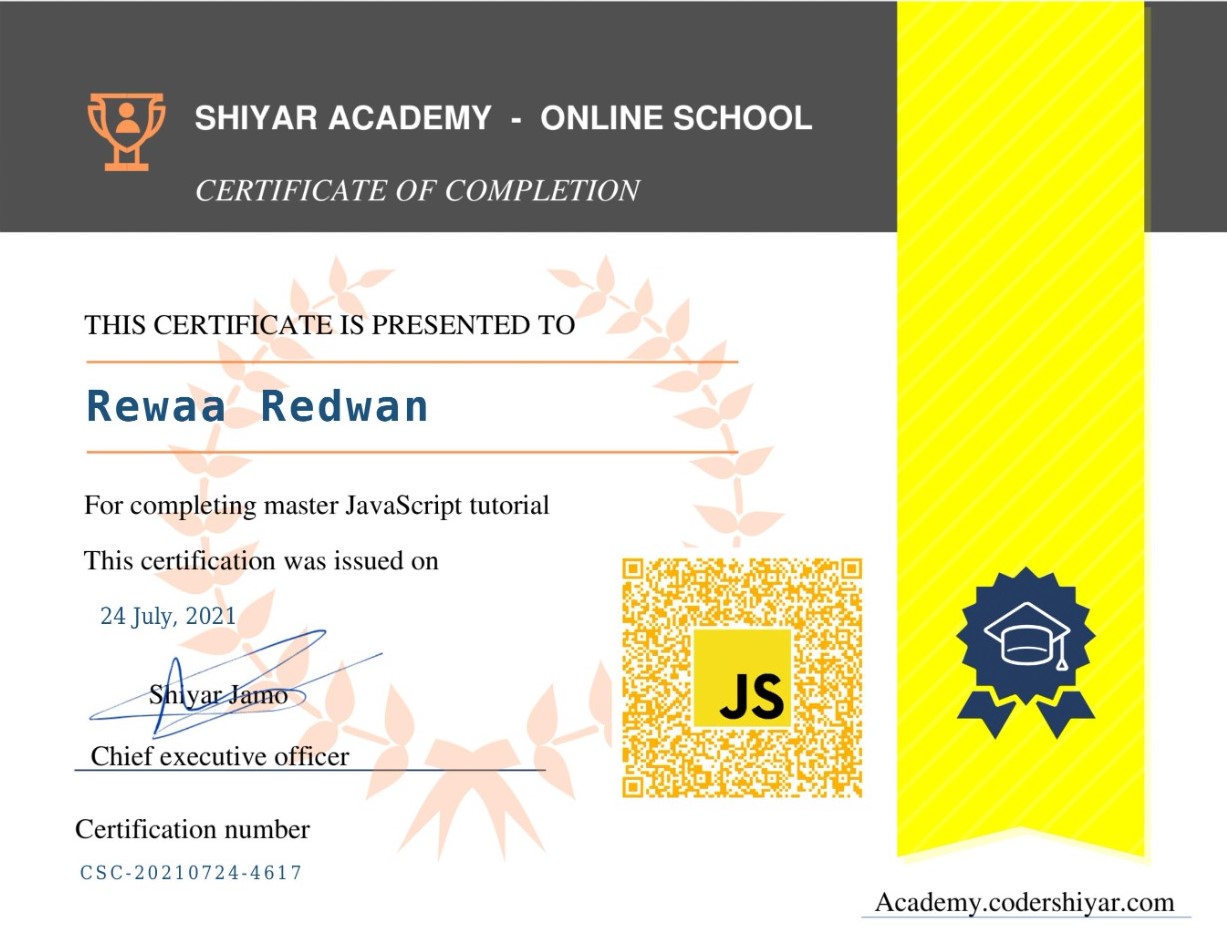 SHIYAR ACADEMY - ONLINE SCHOOL
CERTIFICATE OF COMPLETION
THIS CERTIFICATE IS PRESENTED TO
Rewaa Redwan
For completing master JavaScript tutorial
This certification was issued on
24 July, 2021
Shiyar Jamo
Chief executive officer
JS
Certification number
CSC-20210724-4617
Academy.codershiyar.com